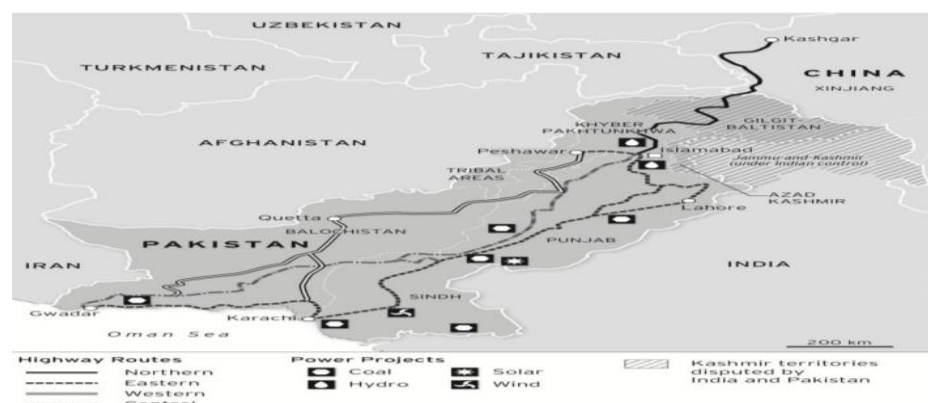 UZBEKISTAN
Kashgar
TAJIKISTAN
TURKMENISTAN
CHINA
XINJIANG
KHYBER
PAKHTUNKHWA
GILGIT-
BALTISTAN
AFGHANISTAN
Peshawar
Islamabad
Jammu-and-Kashmir
(under Indian control)
TRIBAL
AREAS
AZAD
KASHMIR
Quetta
Lahore
BALOCHISTAN
PAKISTAN
PUNJAB
IRAN
INDIA
SINDH
Gwadar
Karachi
Oman Sea
200 km
Highway Routes
Northern
Eastern
Western
Power Projects
Coal
Solar
Hydro
Wind
Kashmir territories
disputed by
India and Pakistan